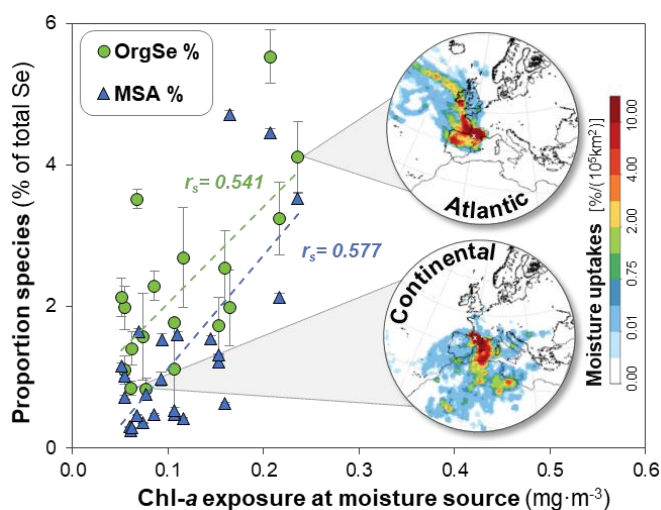 6
4
2
0
Proportion species (% of total Se)
OrgSe %
MSA %
rs= 0.541
rs= 0.577
Atlantic
Continental
10.00
4.00
2.00
0.75
0.01
0.00
Moisture uptakes [%/(10⁵km²)]
0.0 0.1 0.2 0.3 0.4 0.5 0.6
Chl-a exposure at moisture source (mg·m⁻³)